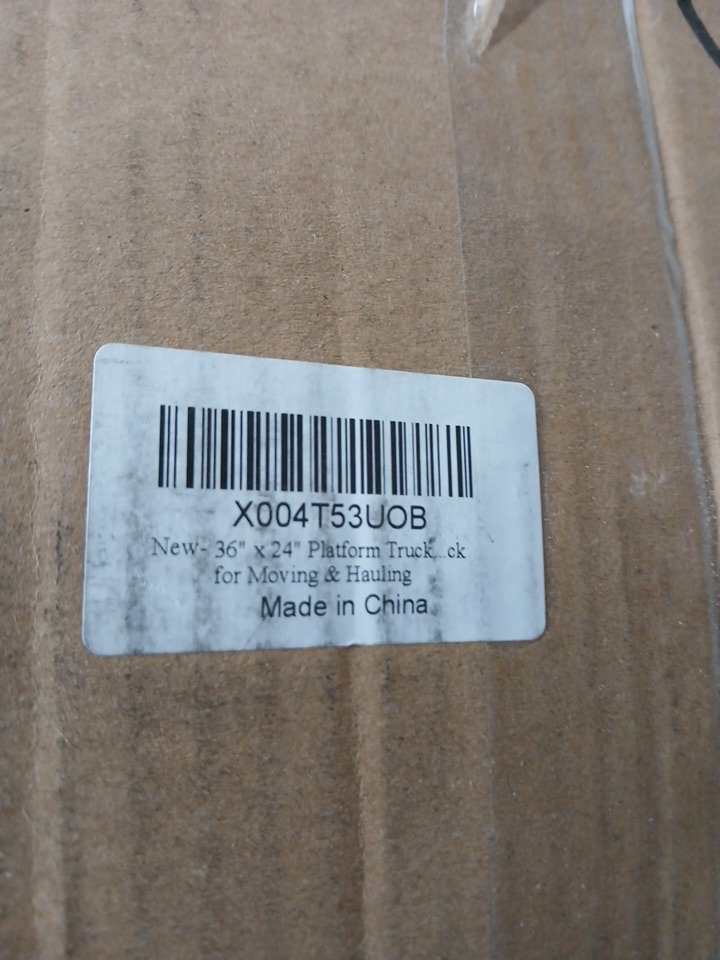 X004T53UOB
New- 36" x 24" Platform Truck...ck
for Moving & Hauling
Made in China